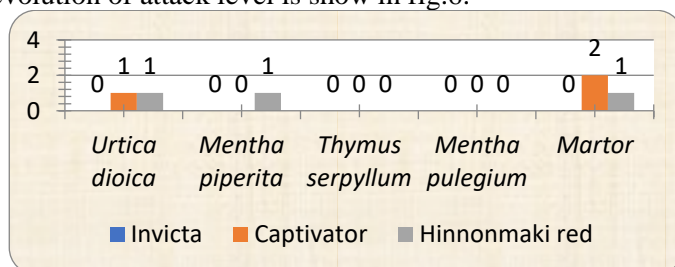 evolution of attack level is show in fig.6.
4
2
0
0 1 1 0 0 1 0 0 0 0 0 0 0 2 1
Urtica dioica
Mentha piperita
Thymus serpyllum
Mentha pulegium
Martor
Invicta Captivator Hinnonmaki red